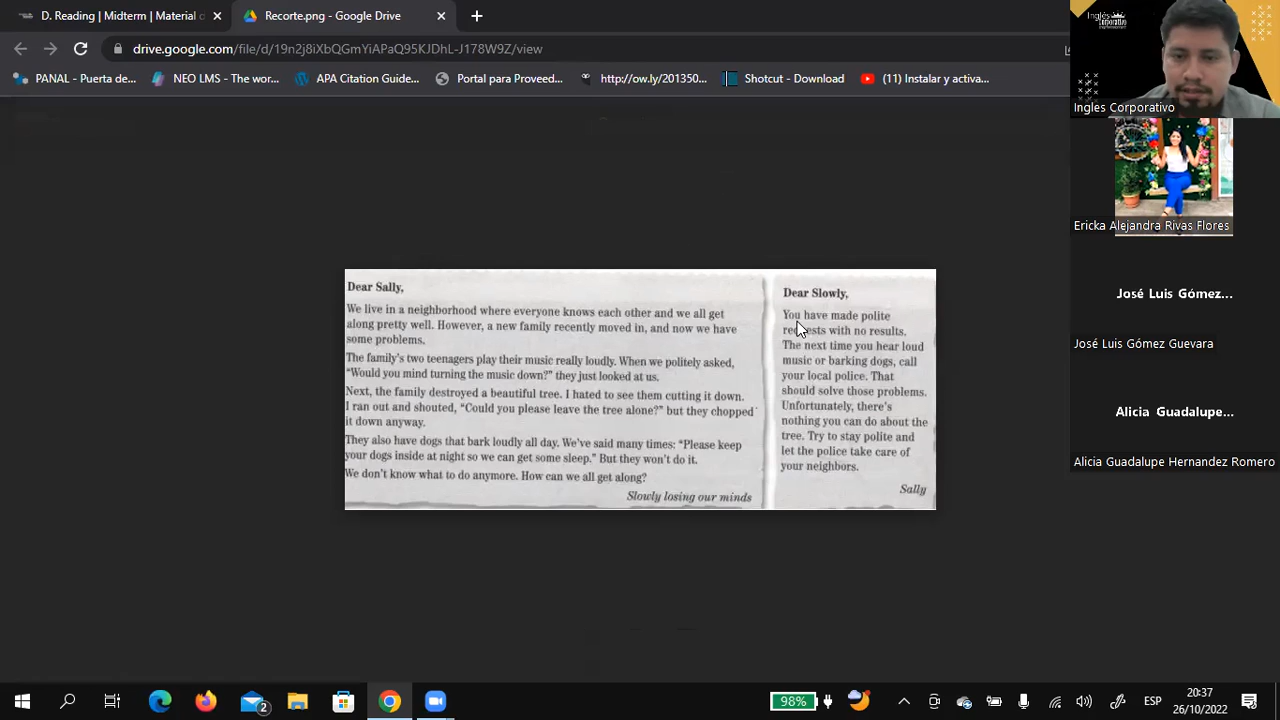 D. Reading | Midterm | Material
Recorte.png - Google Drive
drive.google.com/file/d/19n2j8iXbQGmYiAPaQ95KJDhL-J178W9Z/view
PANAL - Puerta de...
NEO LMS - The wor...
APA Citation Guide...
Portal para Proveed...
http://ow.ly/201350...
Shotcut - Download
(11) Instalar y activa...
Inglés
Ingles Corporativo
Ericka Alejandra Rivas Flores
José Luis Gómez...
José Luis Gómez Guevara
Alicia Guadalupe...
Alicia Guadalupe Hernandez Romero
Dear Sally,
We live in a neighborhood where everyone knows each other and we all get
along pretty well. However, a new family recently moved in, and now we have
some problems.
The family's two teenagers play their music really loudly. When we politely asked,
"Would you mind turning the music down?" they just looked at us.
Next, the family destroyed a beautiful tree. I hated to see them cutting it down.
I ran out and shouted, "Could you please leave the tree alone?" but they chopped
it down anyway.
They also have dogs that bark loudly all day. We've said many times: "Please keep
your dogs inside at night so we can get some sleep." But they won't do it.
We don't know what to do anymore. How can we all get along?
Slowly losing our minds
Dear Slowly,
You have made polite
requests with no results.
The next time you hear loud
music or barking dogs, call
your local police. That
should solve those problems.
Unfortunately, there's
nothing you can do about the
tree. Try to stay polite and
let the police take care of
your neighbors.
Sally
2
98%
ESP
20:37
26/10/2022